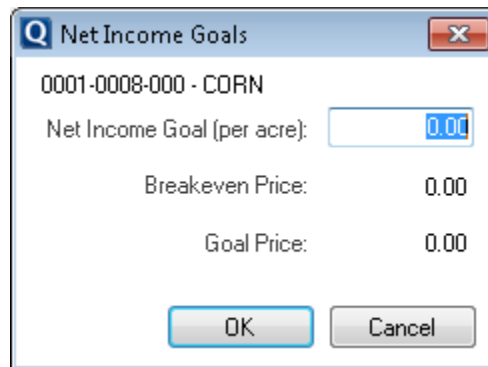 Q Net Income Goals
0001-0008-000 - CORN
Net Income Goal (per acre): 0.00
Breakeven Price: 0.00
Goal Price: 0.00
OK Cancel